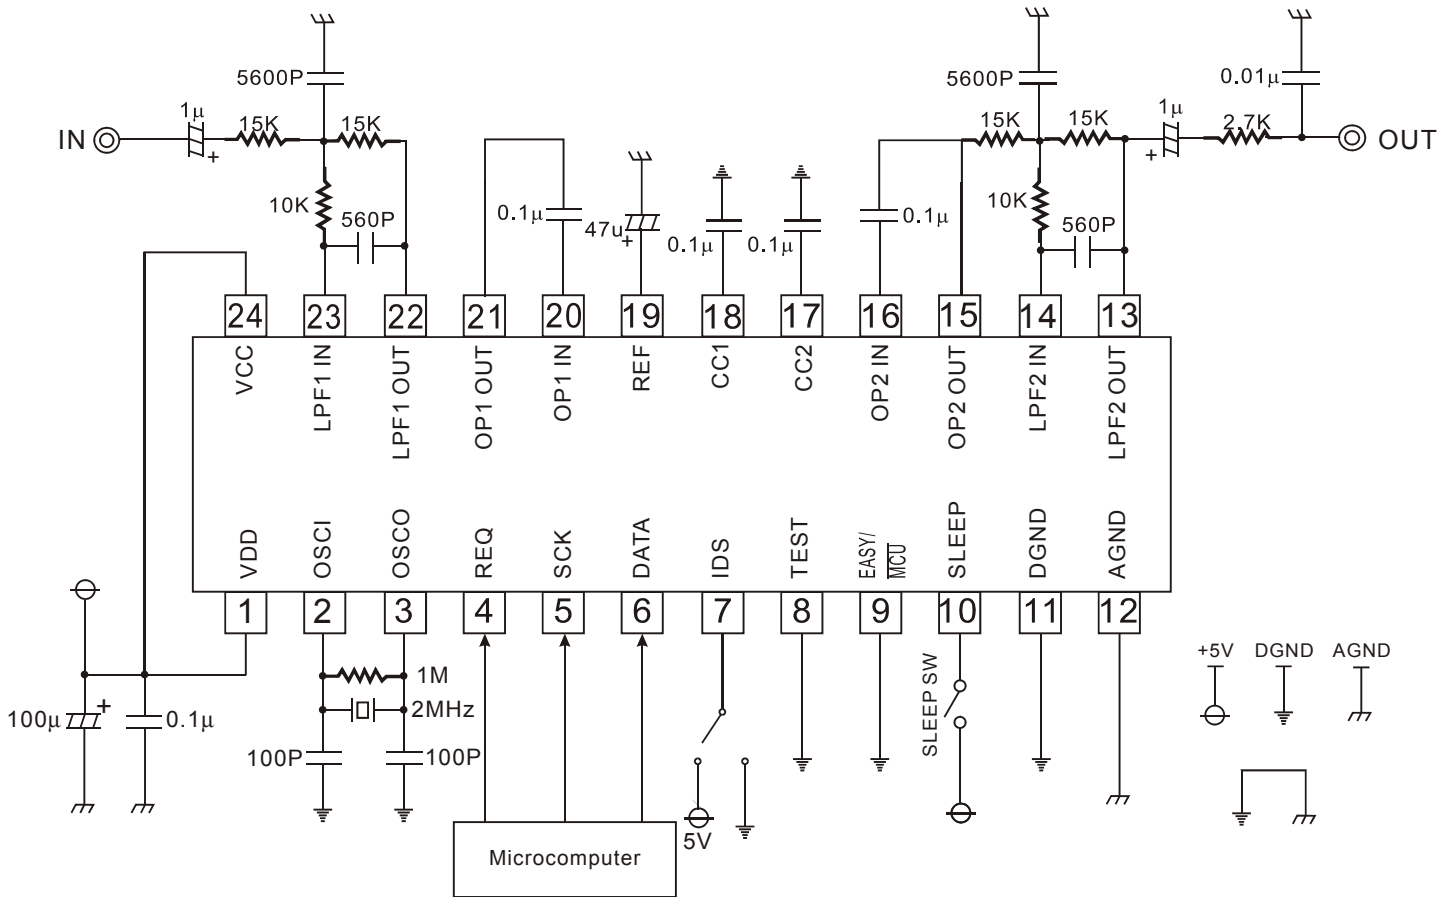 5600P
5600P
0.01μ
1μ
15K
15K
15K
15K
1μ
2.7K
IN
+
+
OUT
10K
560P
0.1μ
47u
+
0.1μ
0.1μ
0.1μ
10K
560P
24 23 22 21 20 19 18 17 16 15 14 13
VCC
LPF1 IN
LPF1 OUT
OP1 OUT
OP1 IN
REF
CC1
CC2
OP2 IN
OP2 OUT
LPF2 IN
LPF2 OUT
VDD
OSCI
OSCO
REQ
SCK
DATA
IDS
TEST
EASY/
MCU
SLEEP
DGND
AGND
1 2 3 4 5 6 7 8 9 10 11 12
+5V
DGND
AGND
1M
SLEEP SW
100μ
+
0.1μ
2MHz
100P
100P
5V
Microcomputer